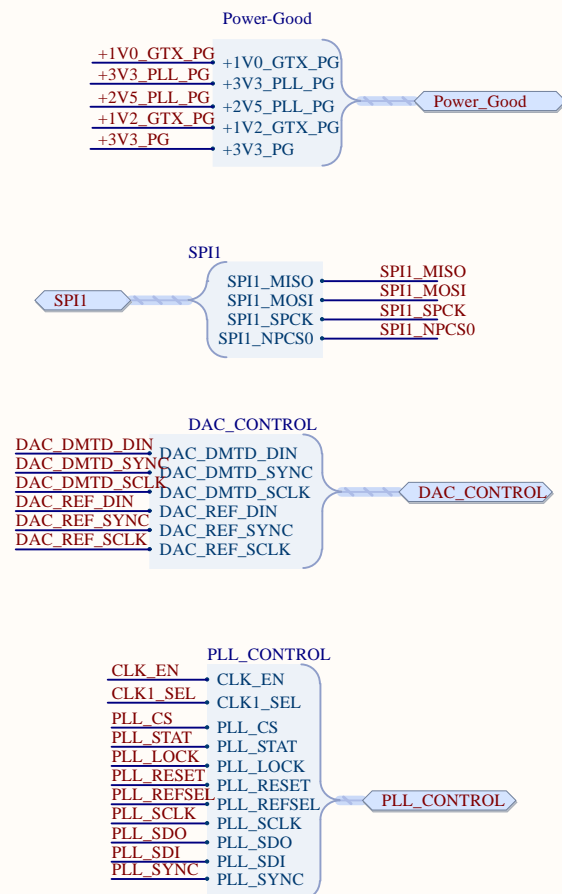 Power-Good
+1V0_GTX_PG +1V0_GTX_PG
+3V3_PLL_PG +3V3_PLL_PG
+2V5_PLL_PG +2V5_PLL_PG Power_Good
+1V2_GTX_PG +1V2_GTX_PG
+3V3_PG +3V3_PG
SPI1
SPI1_MISO SPI1_MISO
SPI1 SPI1_MOSI SPI1_MOSI
SPI1_SPCK SPI1_SPCK
SPI1_NPCS0 SPI1_NPCS0
DAC_CONTROL
DAC_DMTD_DIN DAC_DMTD_DIN
DAC_DMTD_SYNC DAC_DMTD_SYNC
DAC_DMTD_SCLK DAC_DMTD_SCLK DAC_CONTROL
DAC_REF_DIN DAC_REF_DIN
DAC_REF_SYNC DAC_REF_SYNC
DAC_REF_SCLK DAC_REF_SCLK
PLL_CONTROL
CLK_EN CLK_EN
CLK1_SEL CLK1_SEL
PLL_CS PLL_CS
PLL_STAT PLL_STAT
PLL_LOCK PLL_LOCK
PLL_RESET PLL_RESET
PLL_REFSEL PLL_REFSEL PLL_CONTROL
PLL_SCLK PLL_SCLK
PLL_SDO PLL_SDO
PLL_SDI PLL_SDI
PLL_SYNC PLL_SYNC